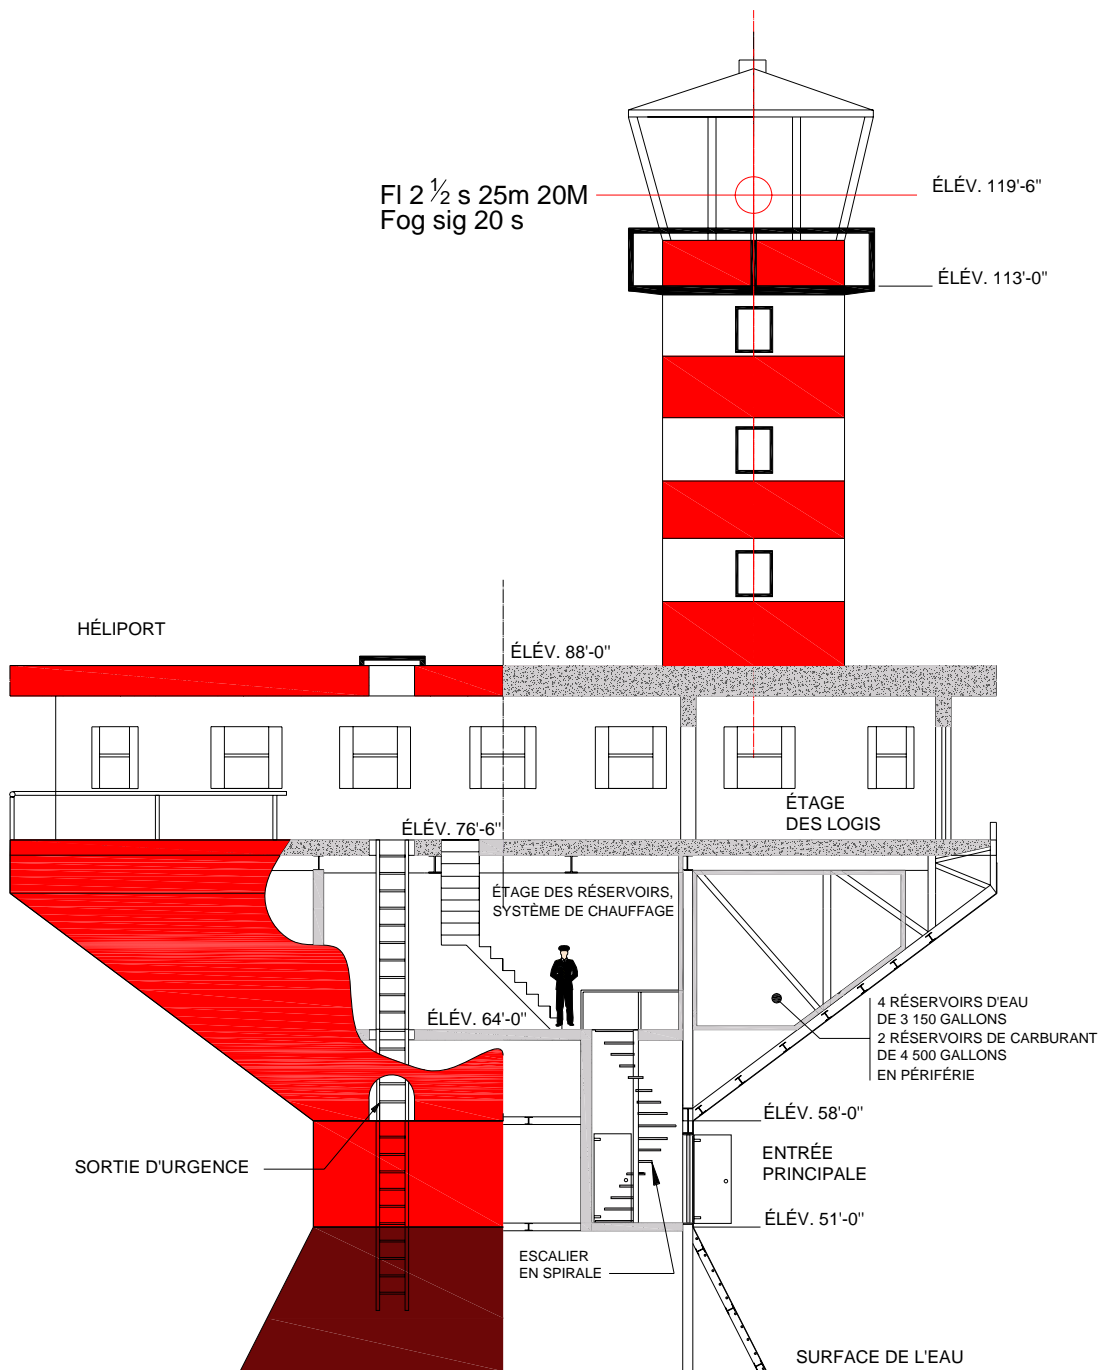 Fl 2 ½ s 25m 20M
Fog sig 20 s
ÉLÉV. 119'-6"
ÉLÉV. 113'-0"
HÉLIPORT
ÉLÉV. 88'-0"
ÉTAGE
DES LOGIS
ÉLÉV. 76'-6"
ÉTAGE DES RÉSERVOIRS,
SYSTÈME DE CHAUFFAGE
4 RÉSERVOIRS D'EAU
DE 3 150 GALLONS
2 RÉSERVOIRS DE CARBURANT
DE 4 500 GALLONS
EN PÉRIFÉRIE
ÉLÉV. 64'-0"
ÉLÉV. 58'-0"
SORTIE D'URGENCE
ENTRÉE
PRINCIPALE
ÉLÉV. 51'-0"
ESCALIER
EN SPIRALE
SURFACE DE L'EAU